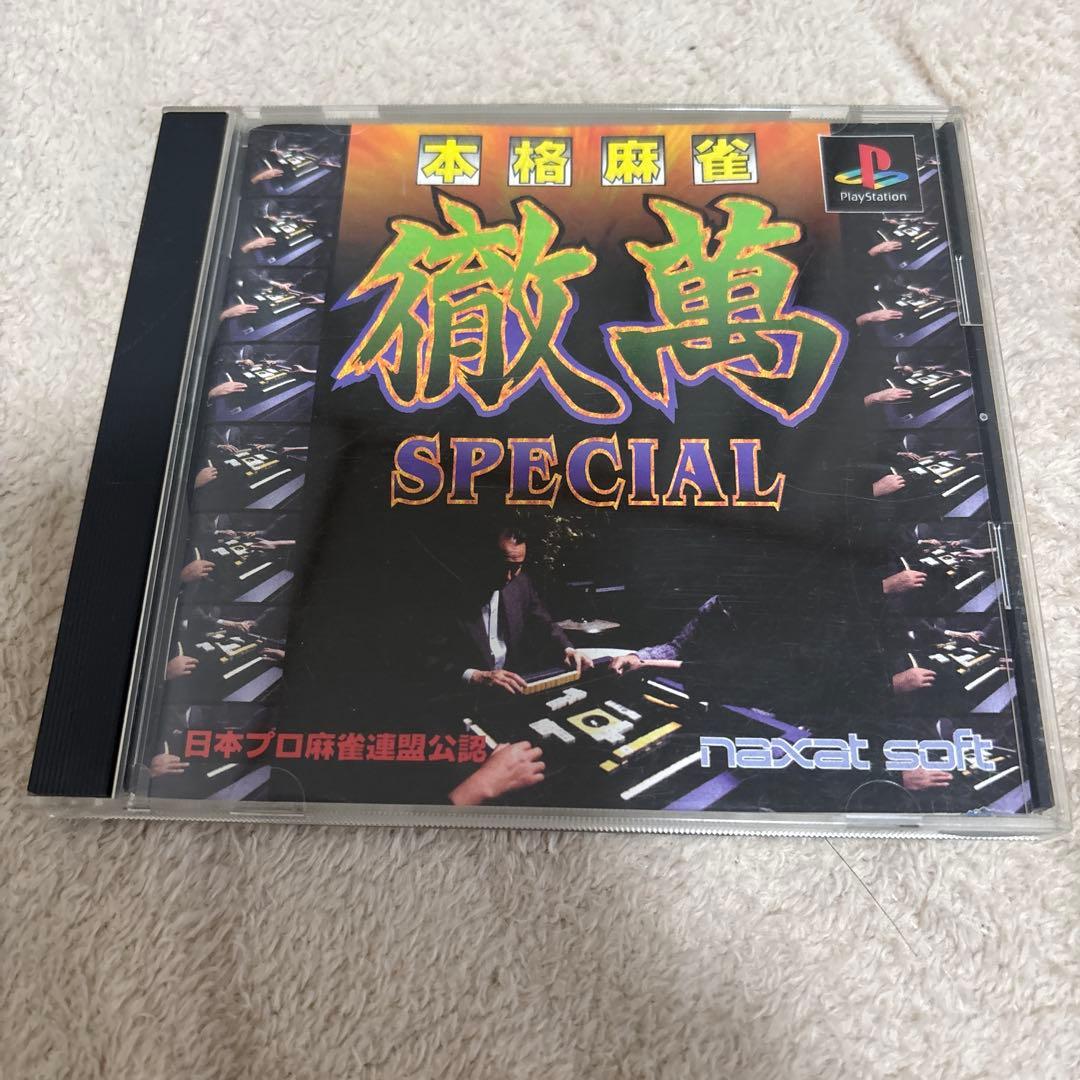 本格麻雀
PlayStation
徹萬
SPECIAL
日本プロ麻雀連盟公認
naxat soft